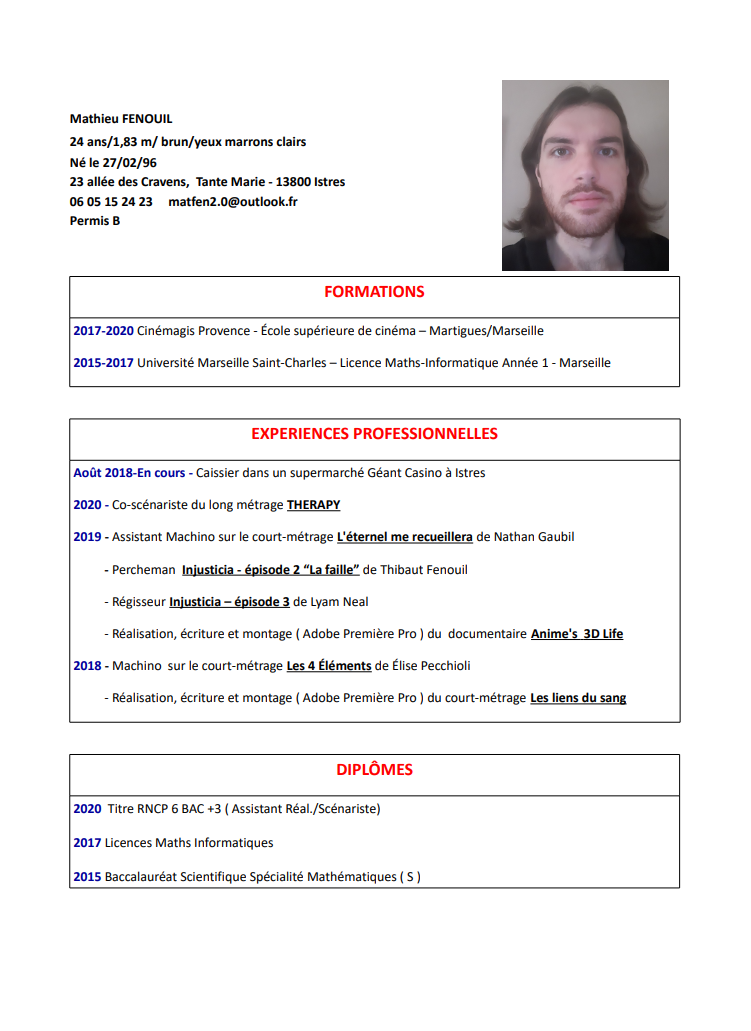 Mathieu FENOUIL
24 ans/1,83 m/ brun/yeux marrons clairs
Né le 27/02/96
23 allée des Cravens, Tante Marie - 13800 Istres
06 05 15 24 23 matfen2.0@outlook.fr
Permis B
FORMATIONS
2017-2020 Cinémagis Provence - École supérieure de cinéma – Martigues/Marseille
2015-2017 Université Marseille Saint-Charles – Licence Maths-Informatique Année 1 - Marseille
EXPERIENCES PROFESSIONNELLES
Août 2018-En cours - Caissier dans un supermarché Géant Casino à Istres
2020 - Co-scénariste du long métrage THERAPY
2019 - Assistant Machino sur le court-métrage L'éternel me recueillera de Nathan Gaubil
- Percheman Injusticia - épisode 2 “La faille” de Thibaut Fenouil
- Régisseur Injusticia – épisode 3 de Lyam Neal
- Réalisation, écriture et montage ( Adobe Première Pro ) du documentaire Anime's 3D Life
2018 - Machino sur le court-métrage Les 4 Éléments de Élise Pecchioli
- Réalisation, écriture et montage ( Adobe Première Pro ) du court-métrage Les liens du sang
DIPLÔMES
2020 Titre RNCP 6 BAC +3 ( Assistant Réal./Scénariste)
2017 Licences Maths Informatiques
2015 Baccalauréat Scientifique Spécialité Mathématiques ( S )